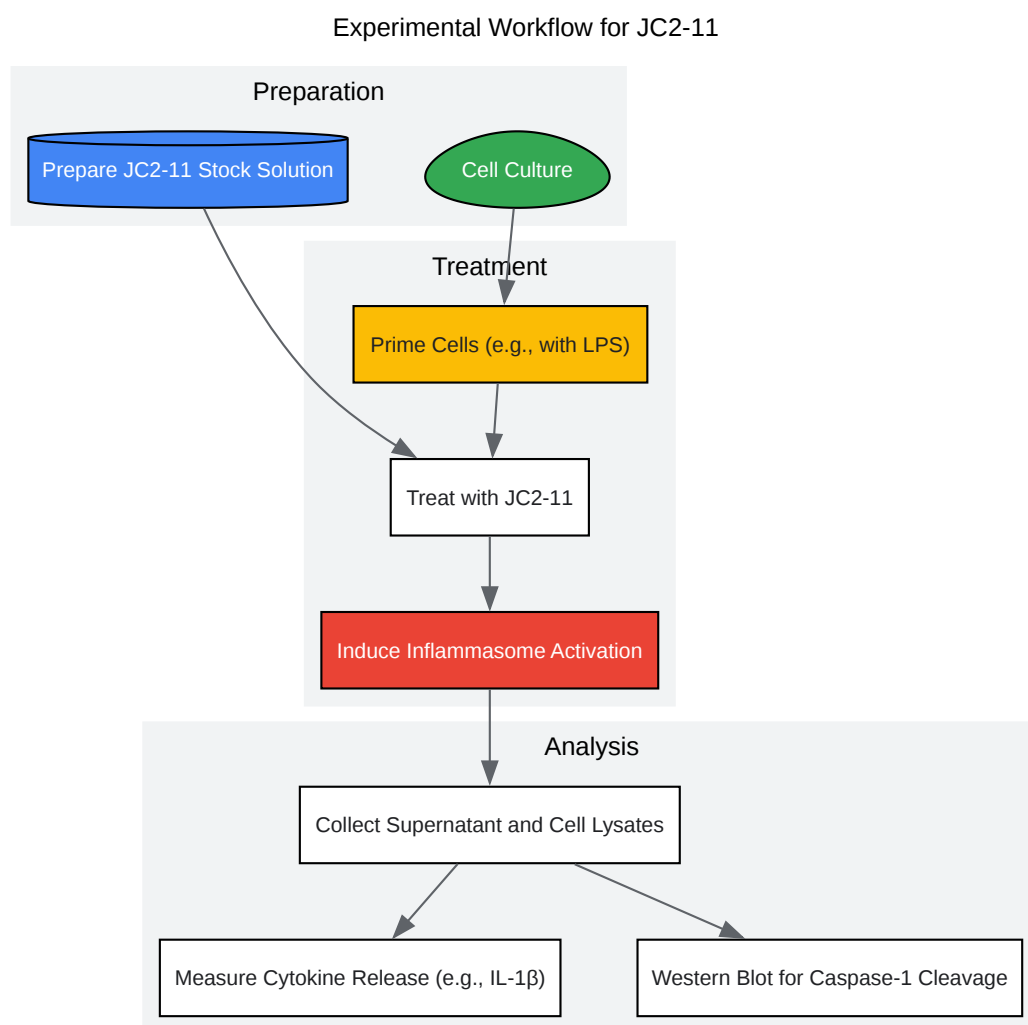 Experimental Workflow for JC2-11
Preparation
Prepare JC2-11 Stock Solution
Cell Culture
Treatment
Prime Cells (e.g., with LPS)
Treat with JC2-11
Induce Inflammasome Activation
Analysis
Collect Supernatant and Cell Lysates
Measure Cytokine Release (e.g., IL-1β)
Western Blot for Caspase-1 Cleavage